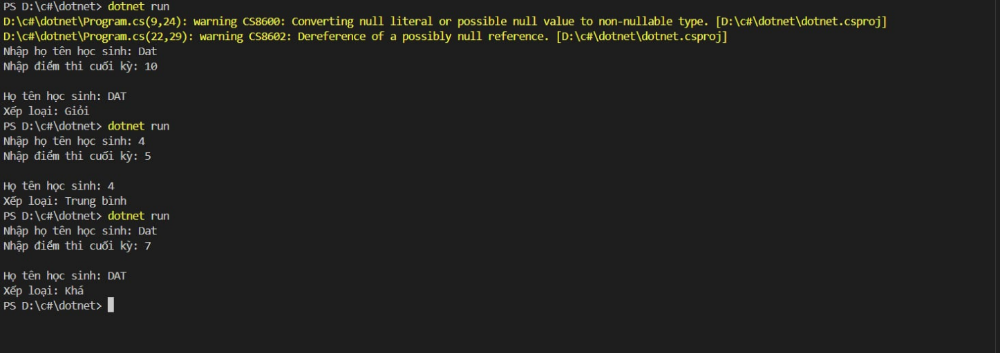 PS D:\c#\dotnet> dotnet run
D:\c#\dotnet\Program.cs(9,24): warning CS8600: Converting null literal or possible null value to non-nullable type. [D:\c#\dotnet\dotnet.csproj]
D:\c#\dotnet\Program.cs(22,29): warning CS8602: Dereference of a possibly null reference. [D:\c#\dotnet\dotnet.csproj]
Nhập họ tên học sinh: Dat
Nhập điểm thi cuối kỳ: 10
Họ tên học sinh: DAT
Xếp loại: Giỏi
PS D:\c#\dotnet> dotnet run
Nhập họ tên học sinh: 4
Nhập điểm thi cuối kỳ: 5
Họ tên học sinh: 4
Xếp loại: Trung bình
PS D:\c#\dotnet> dotnet run
Nhập họ tên học sinh: Dat
Nhập điểm thi cuối kỳ: 7
Họ tên học sinh: DAT
Xếp loại: Khá
PS D:\c#\dotnet>